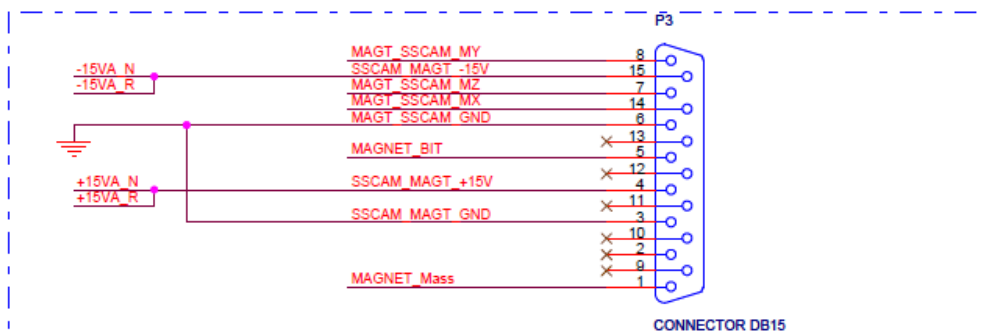 P3
MAGT_SSCAM_MY 8
-15VA_N SSCAM_MAGT_-15V 15
-15VA_R MAGT_SSCAM_MZ 7
MAGT_SSCAM_MX 14
MAGT_SSCAM_GND 6
13
MAGNET_BIT 5
12
+15VA_N SSCAM_MAGT_+15V 4
+15VA_R 11
SSCAM_MAGT_GND 3
10
2
9
MAGNET_Mass 1
CONNECTOR DB15